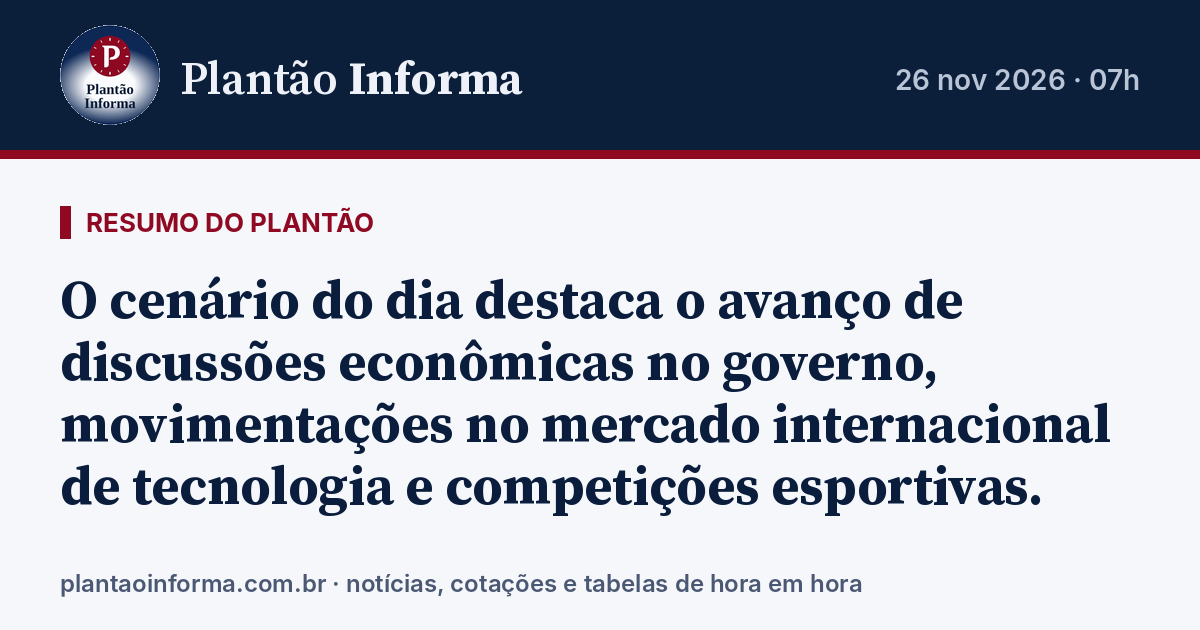 P
Plantão
Informa
Plantão Informa
26 nov 2026 · 07h
RESUMO DO PLANTÃO
O cenário do dia destaca o avanço de
discussões econômicas no governo,
movimentações no mercado internacional
de tecnologia e competições esportivas.
plantaoinforma.com.br · notícias, cotações e tabelas de hora em hora